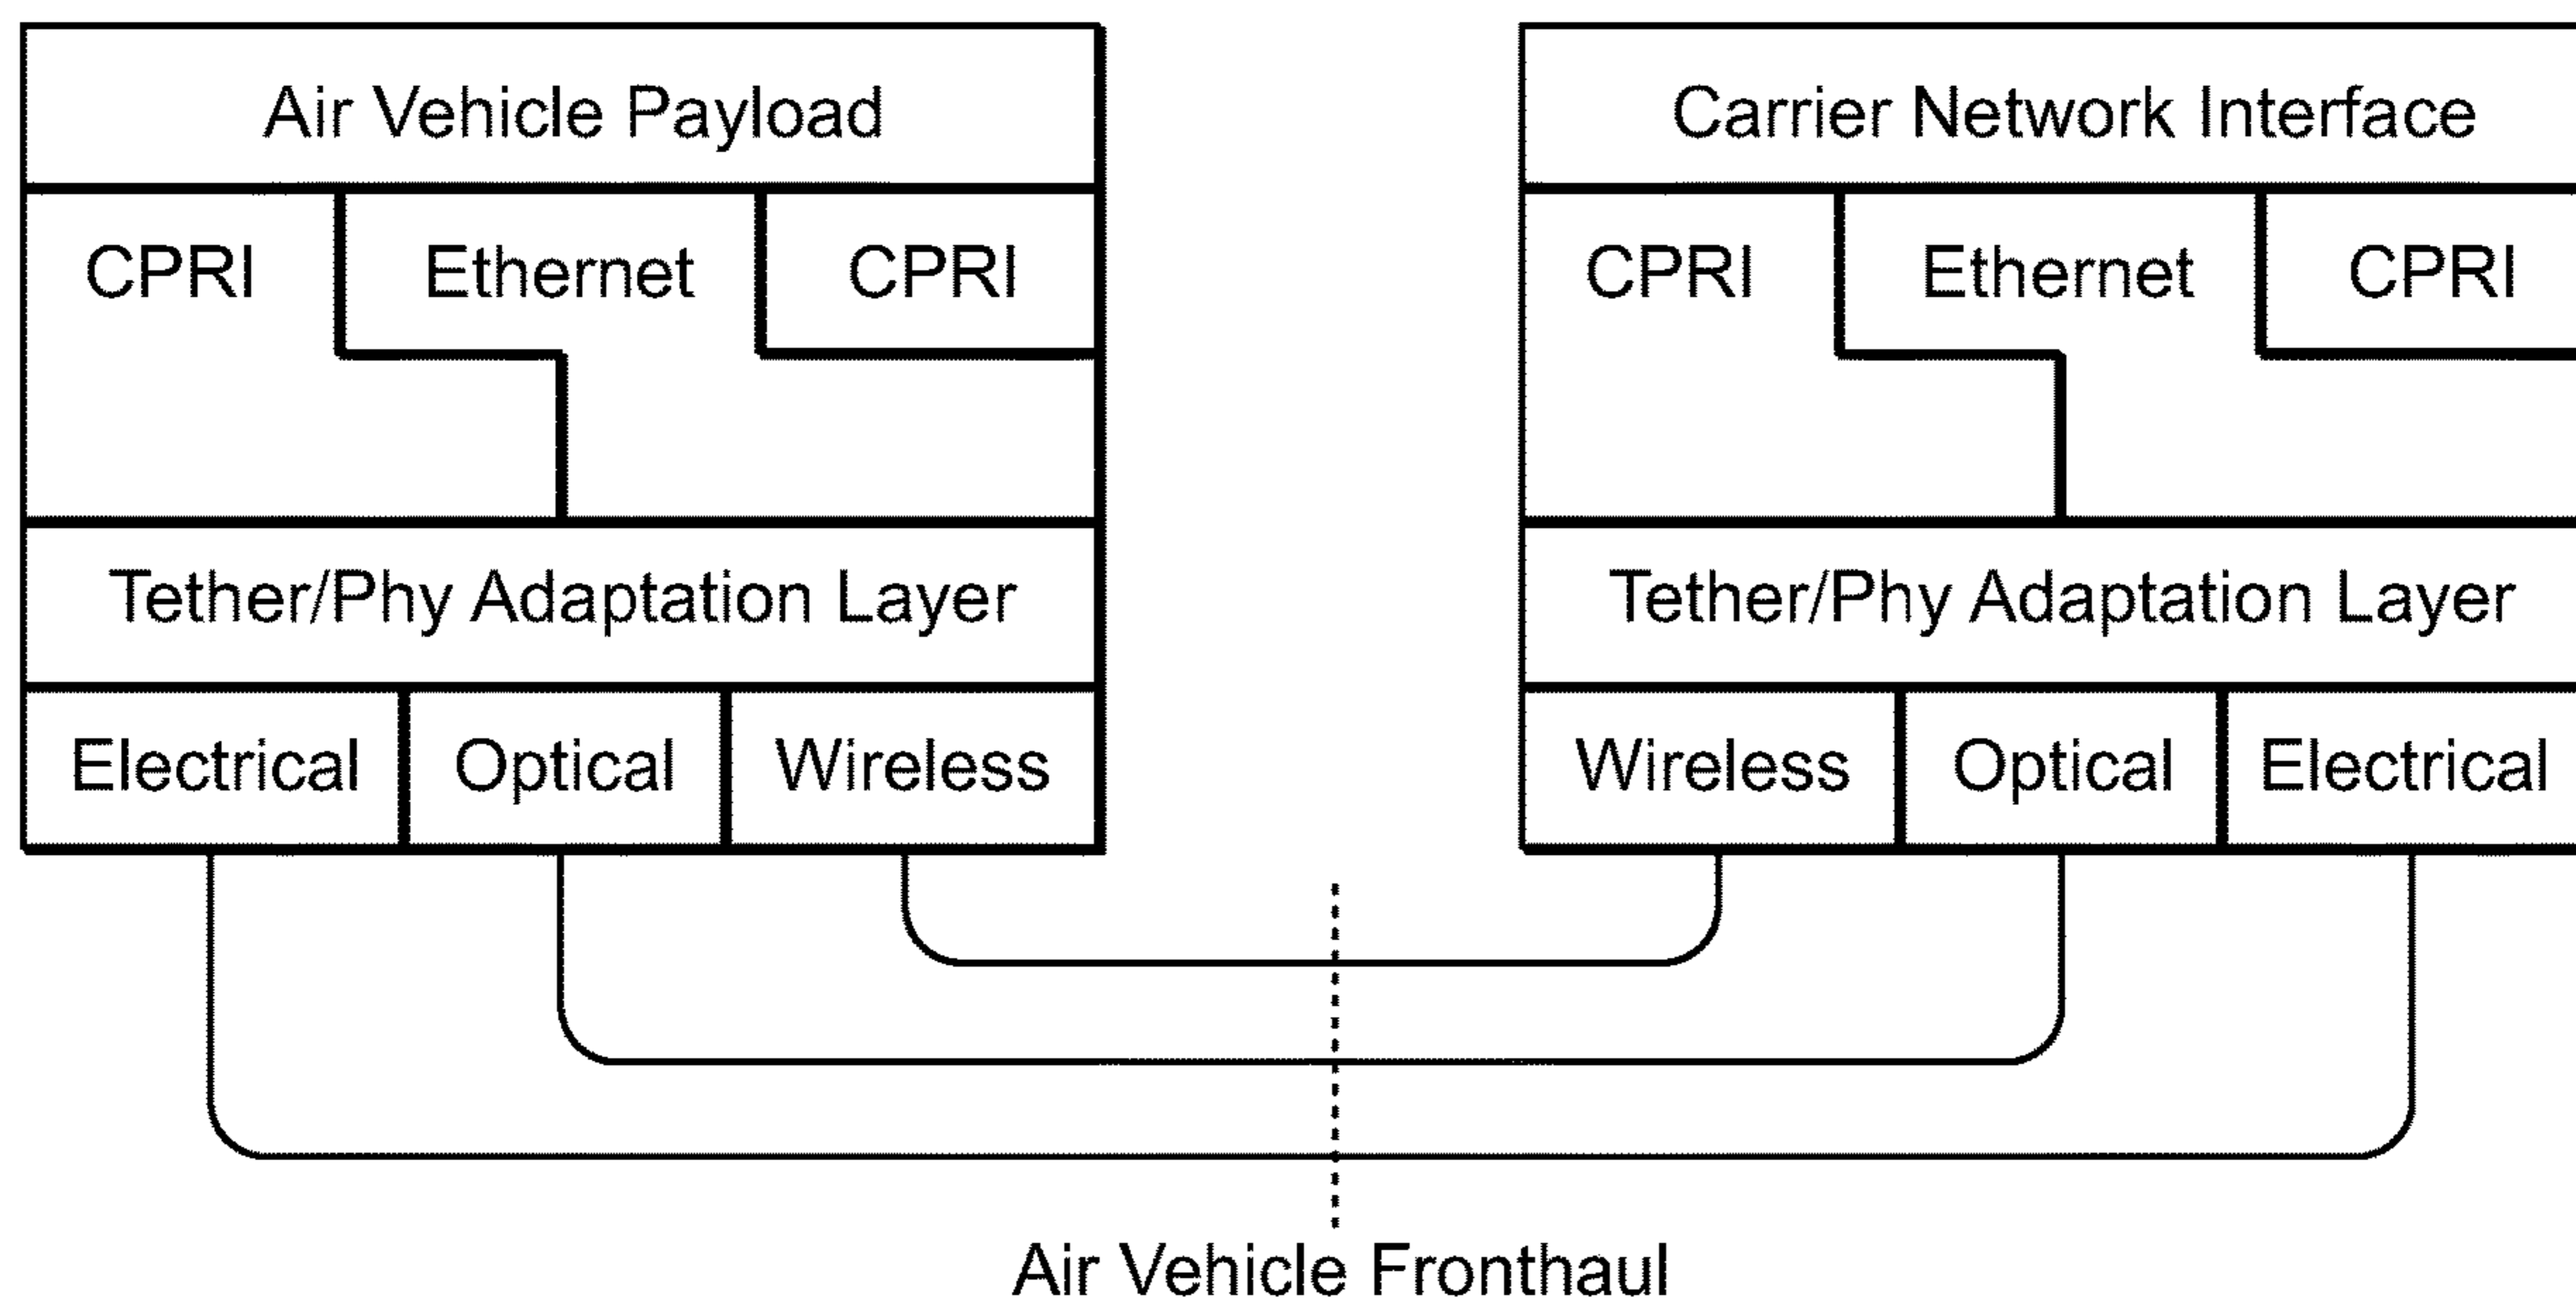 Air Vehicle Payload
CPRI Ethernet CPRI
Tether/Phy Adaptation Layer
Electrical Optical Wireless
Carrier Network Interface
CPRI Ethernet CPRI
Tether/Phy Adaptation Layer
Wireless Optical Electrical
Air Vehicle Fronthaul